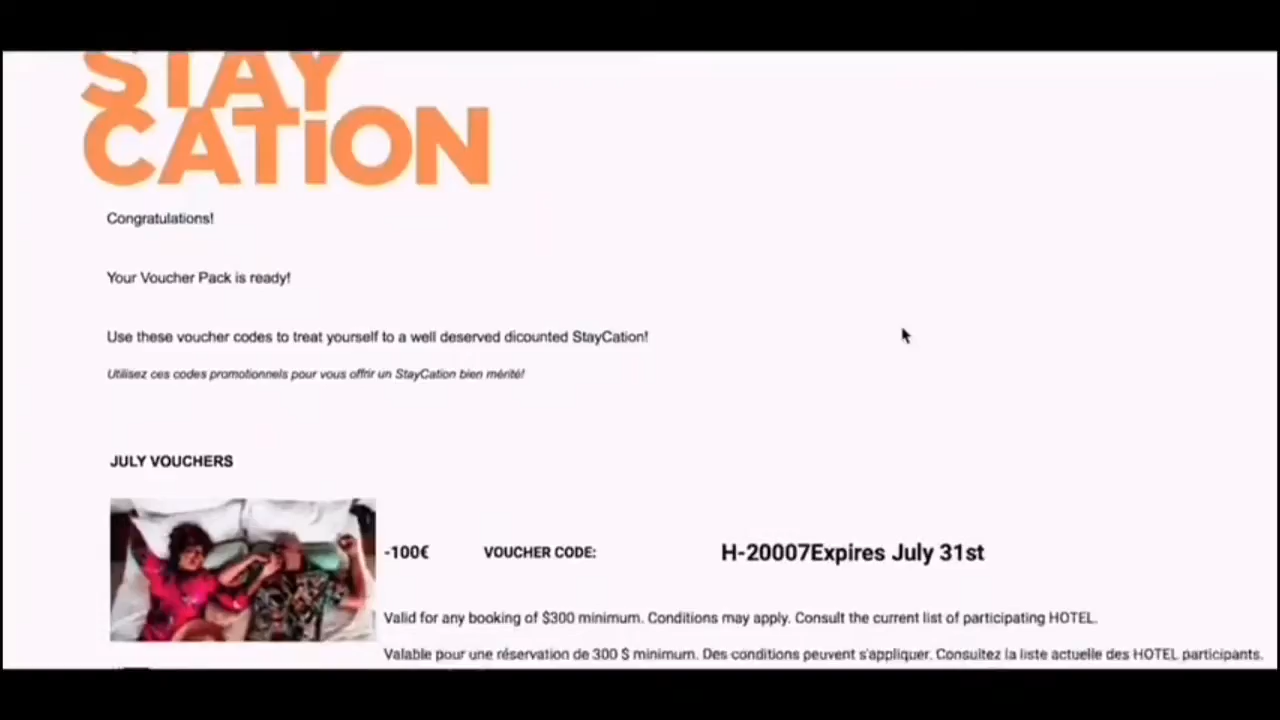 STAY
CATION
Congratulations!
Your Voucher Pack is ready!
Use these voucher codes to treat yourself to a well deserved dicounted StayCation!
Utilisez ces codes promotionnels pour vous offrir un StayCation bien mérité!
JULY VOUCHERS
-100€ VOUCHER CODE: H-20007Expires July 31st
Valid for any booking of $300 minimum. Conditions may apply. Consult the current list of participating HOTEL.
Valable pour une réservation de 300 $ minimum. Des conditions peuvent s'appliquer. Consultez la liste actuelle des HOTEL participants.